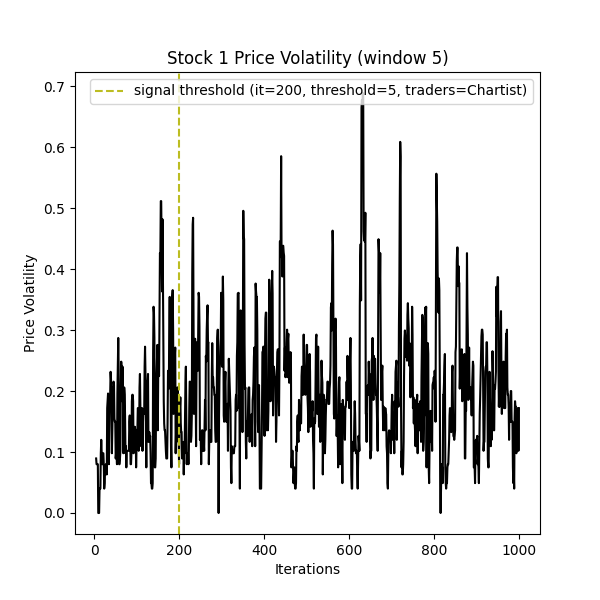 Stock 1 Price Volatility (window 5)
signal threshold (it=200, threshold=5, traders=Chartist)
Price Volatility
0.7
0.6
0.5
0.4
0.3
0.2
0.1
0.0
0 200 400 600 800 1000
Iterations